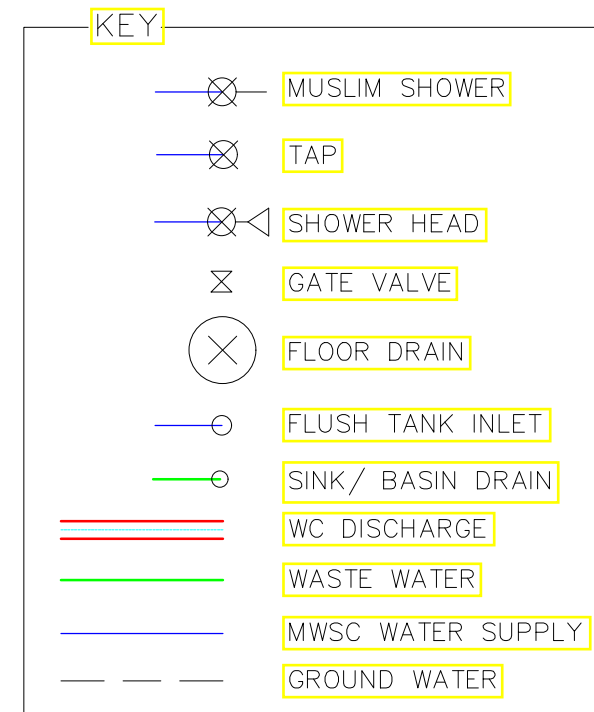 KEY
MUSLIM SHOWER
TAP
SHOWER HEAD
GATE VALVE
FLOOR DRAIN
FLUSH TANK INLET
SINK/ BASIN DRAIN
WC DISCHARGE
WASTE WATER
MWSC WATER SUPPLY
GROUND WATER